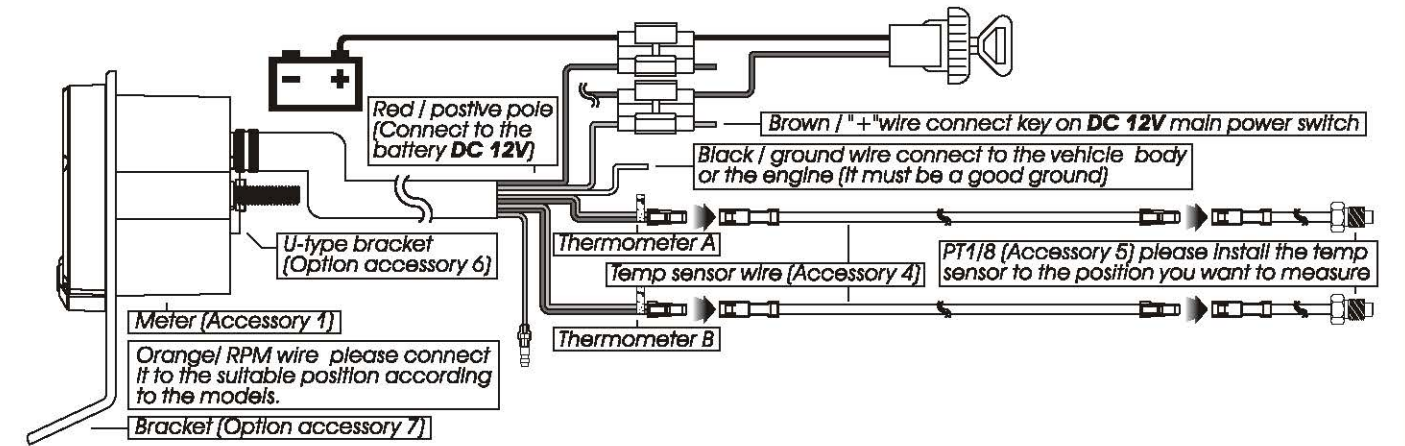 Red / postive pole
(Connect to the
battery DC 12V)
Brown / "+"wire connect key on DC 12V main power switch
Black / ground wire connect to the vehicle body
or the engine (It must be a good ground)
U-type bracket
(Option accessory 6)
Thermometer A
Temp sensor wire (Accessory 4)
PT1/8 (Accessory 5) please install the temp
sensor to the position you want to measure
Meter (Accessory 1)
Thermometer B
Orange/ RPM wire please connect
it to the suitable position according
to the models.
Bracket (Option accessory 7)